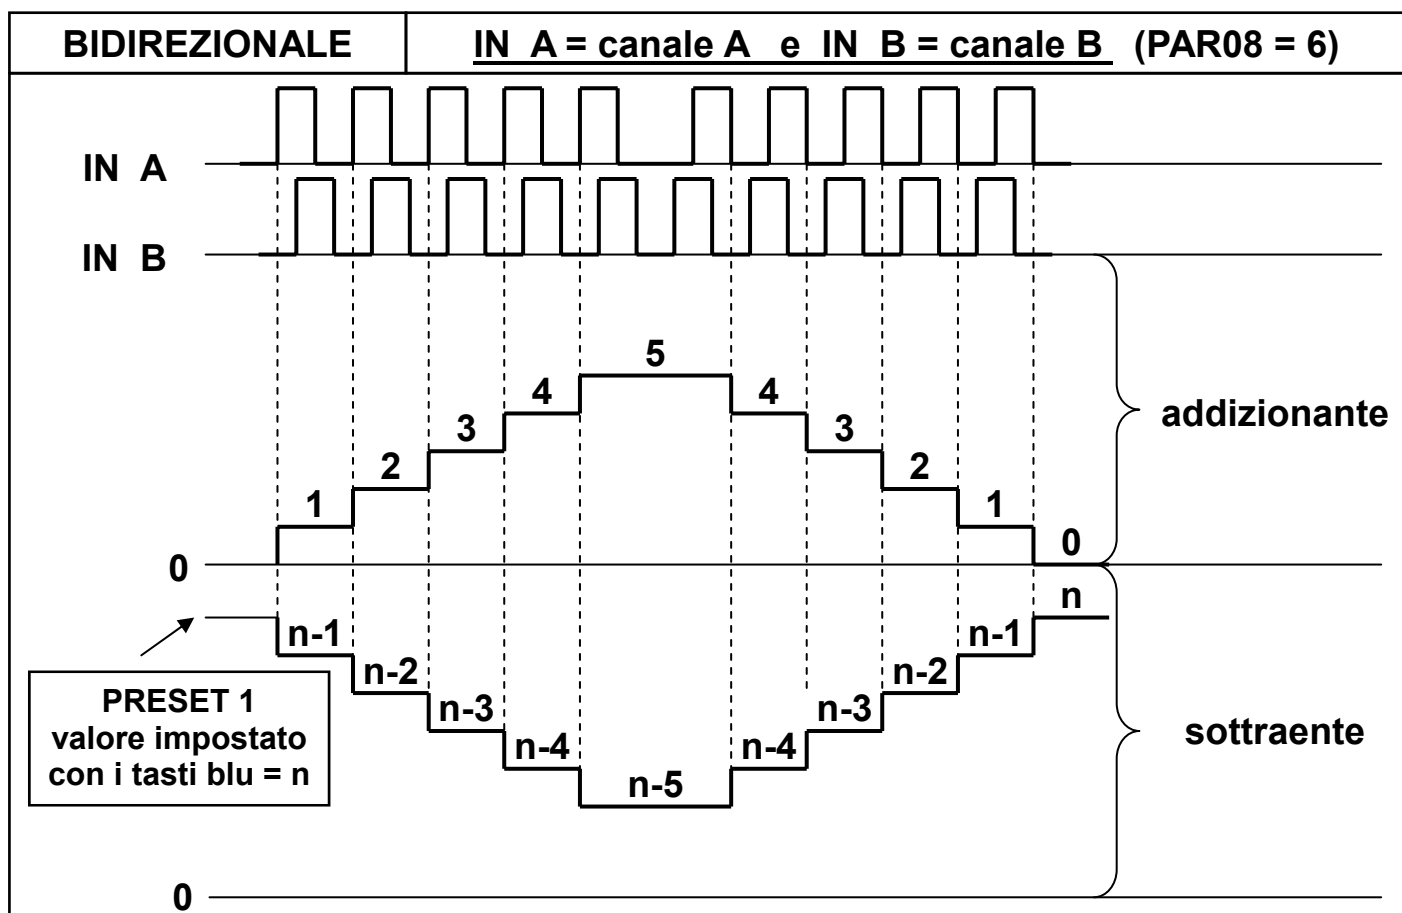 BIDIREZIONALE
IN A = canale A e IN B = canale B (PAR08 = 6)
IN A
IN B
5
4 4
3 3
2 2
1 1
0
0
addizionante
n
n-1 n-1
n-2 n-2
n-3 n-3
n-4 n-4
n-5
PRESET 1
valore impostato
con i tasti blu = n
sottraente
0